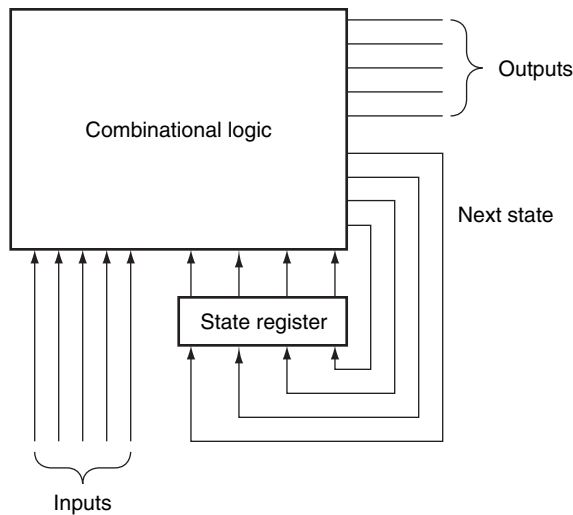 Outputs
Combinational logic
Next state
State register
Inputs